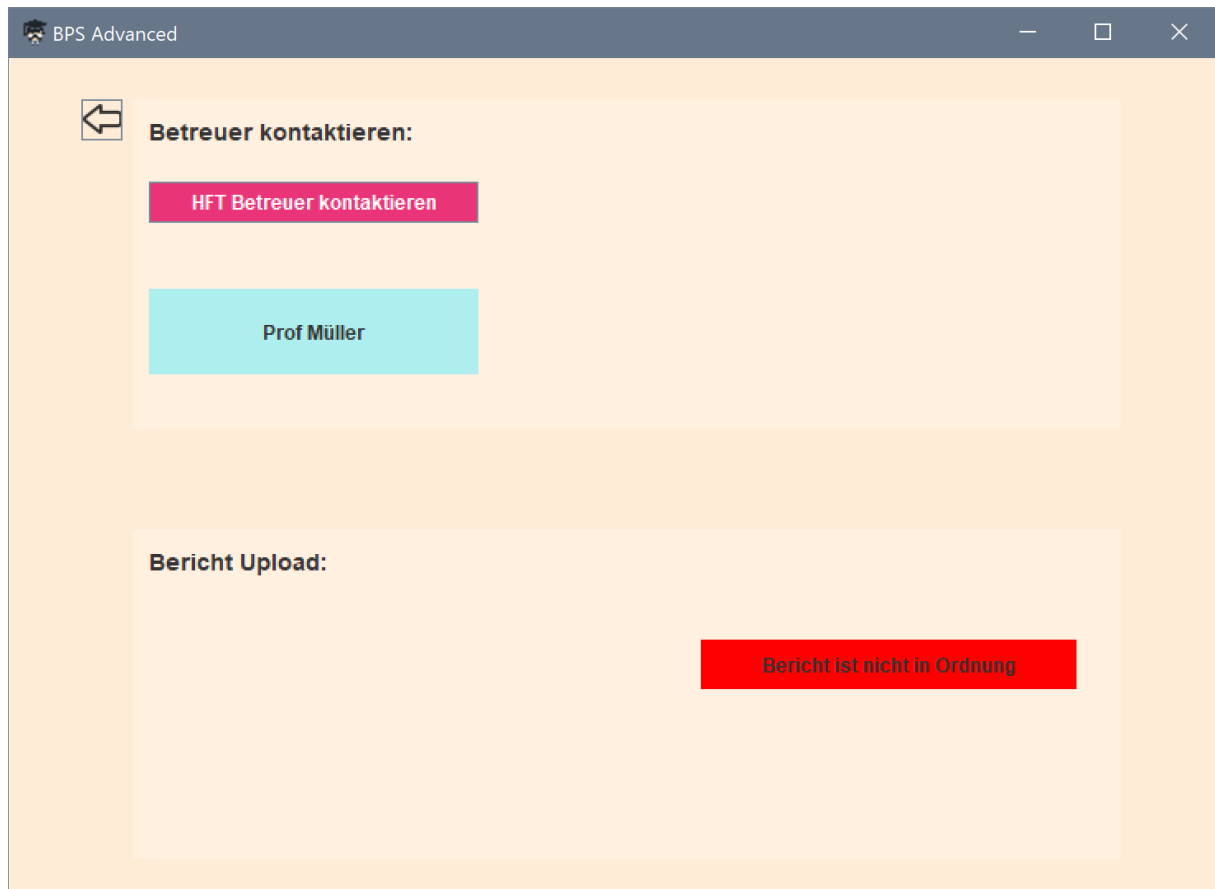 BPS Advanced
Betreuer kontaktieren:
HFT Betreuer kontaktieren
Prof Müller
Bericht Upload:
Bericht ist nicht in Ordnung